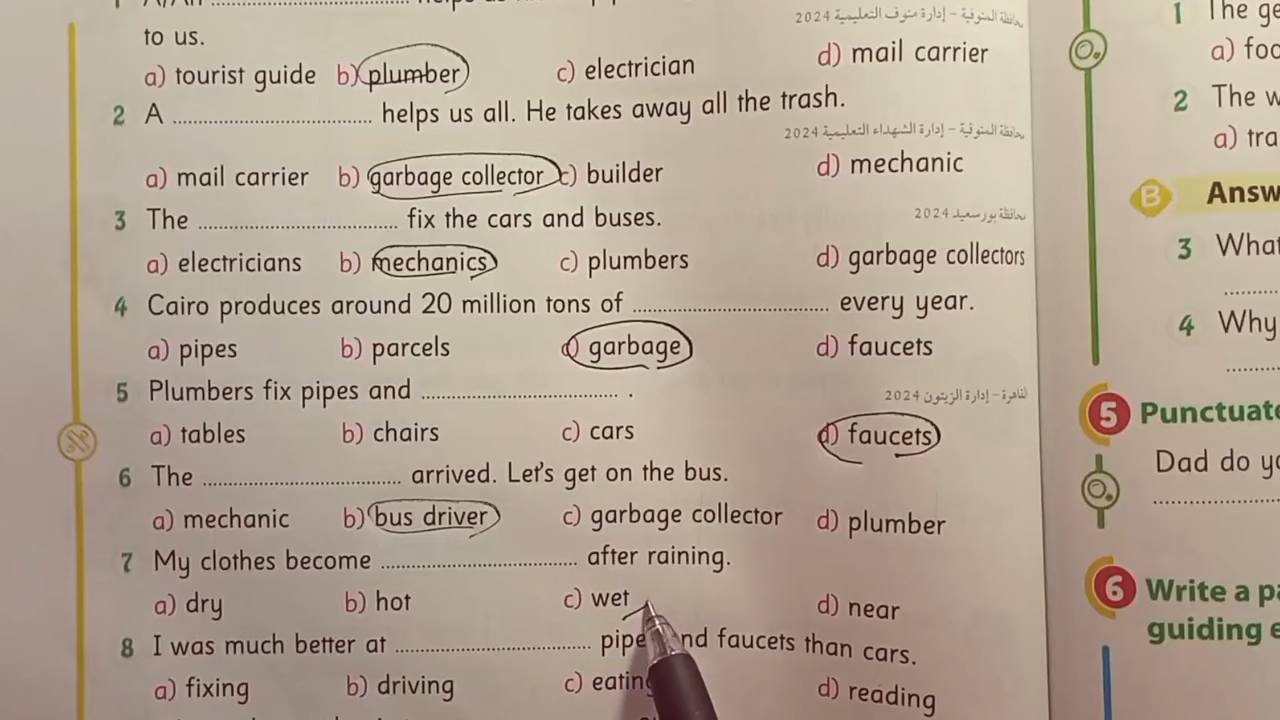 to us.
محافظة المنوفية – إدارة منوف التعليمية 2024
a) tourist guide b) plumber c) electrician d) mail carrier
2 A .............................. helps us all. He takes away all the trash.
محافظة المنوفية – إدارة الشهداء التعليمية 2024
a) mail carrier b) garbage collector c) builder d) mechanic
3 The .............................. fix the cars and buses.
محافظة بورسعيد 2024
a) electricians b) mechanics c) plumbers d) garbage collectors
4 Cairo produces around 20 million tons of .............................. every year.
a) pipes b) parcels c) garbage d) faucets
5 Plumbers fix pipes and .............................. .
القاهرة – إدارة الزيتون 2024
a) tables b) chairs c) cars d) faucets
6 The .............................. arrived. Let's get on the bus.
a) mechanic b) bus driver c) garbage collector d) plumber
7 My clothes become .............................. after raining.
a) dry b) hot c) wet d) near
8 I was much better at .............................. pipe nd faucets than cars.
a) fixing b) driving c) eating d) reading
1 The ge
a) foo
2 The w
a) tra
B Answ
3 What
4 Why
5 Punctuate
Dad do yo
6 Write a pa
guiding e